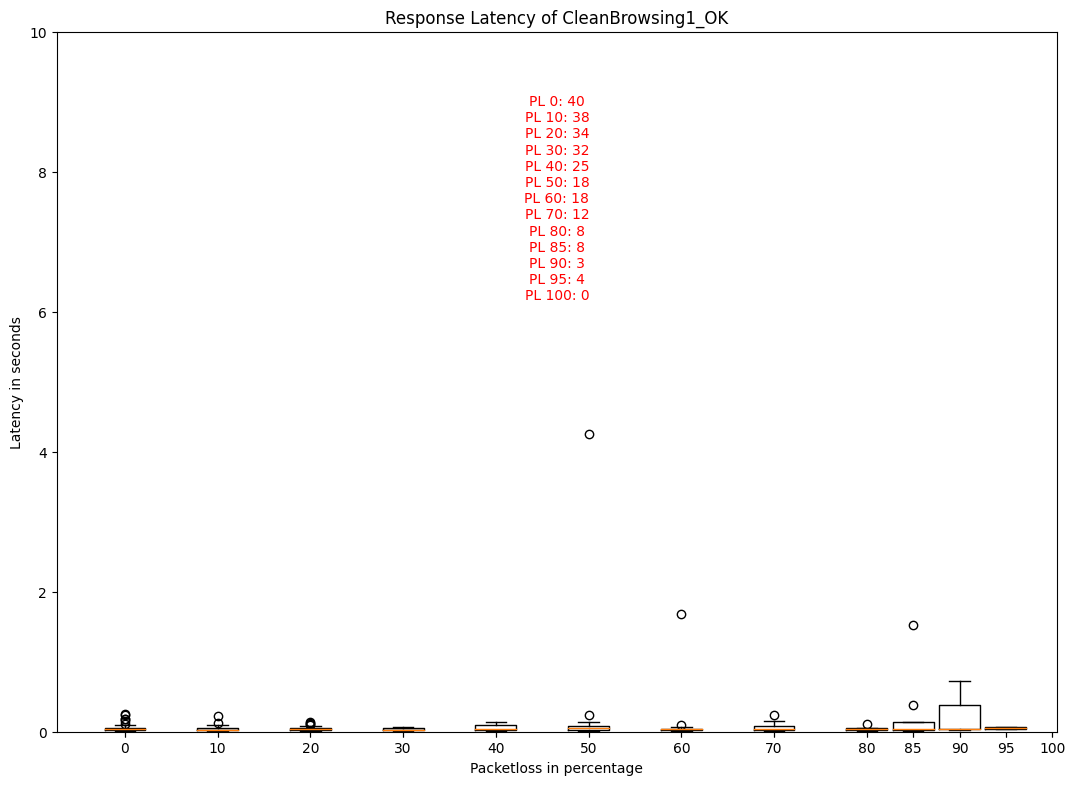 Response Latency of CleanBrowsing1_OK
10
8
6
4
2
0
Latency in seconds
PL 0: 40
PL 10: 38
PL 20: 34
PL 30: 32
PL 40: 25
PL 50: 18
PL 60: 18
PL 70: 12
PL 80: 8
PL 85: 8
PL 90: 3
PL 95: 4
PL 100: 0
0 10 20 30 40 50 60 70 80 85 90 95 100
Packetloss in percentage